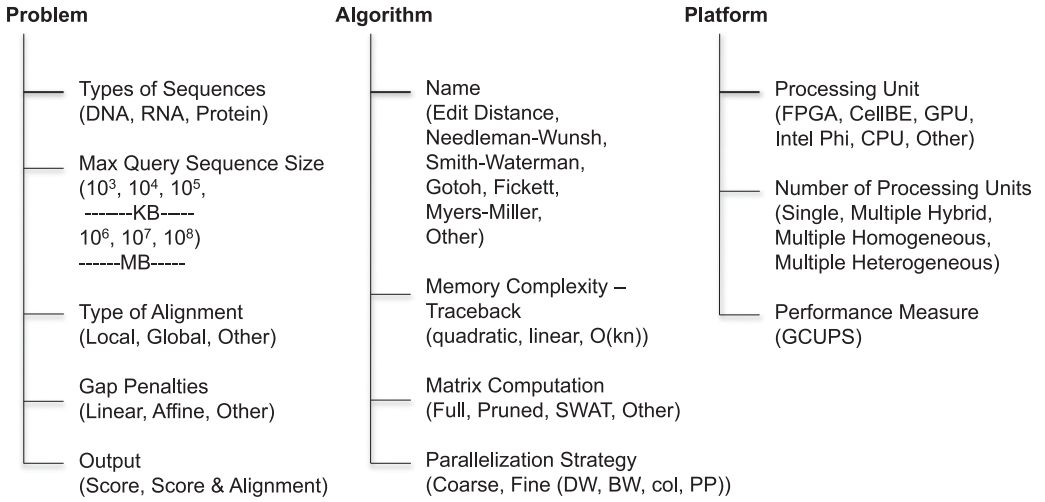 Problem
Types of Sequences
(DNA, RNA, Protein)
Max Query Sequence Size
(10³, 10⁴, 10⁵,
-------KB-----
10⁶, 10⁷, 10⁸)
------MB-----
Type of Alignment
(Local, Global, Other)
Gap Penalties
(Linear, Affine, Other)
Output
(Score, Score & Alignment)
Algorithm
Name
(Edit Distance,
Needleman-Wunsh,
Smith-Waterman,
Gotoh, Fickett,
Myers-Miller,
Other)
Memory Complexity –
Traceback
(quadratic, linear, O(kn))
Matrix Computation
(Full, Pruned, SWAT, Other)
Parallelization Strategy
(Coarse, Fine (DW, BW, col, PP))
Platform
Processing Unit
(FPGA, CellBE, GPU,
Intel Phi, CPU, Other)
Number of Processing Units
(Single, Multiple Hybrid,
Multiple Homogeneous,
Multiple Heterogeneous)
Performance Measure
(GCUPS)